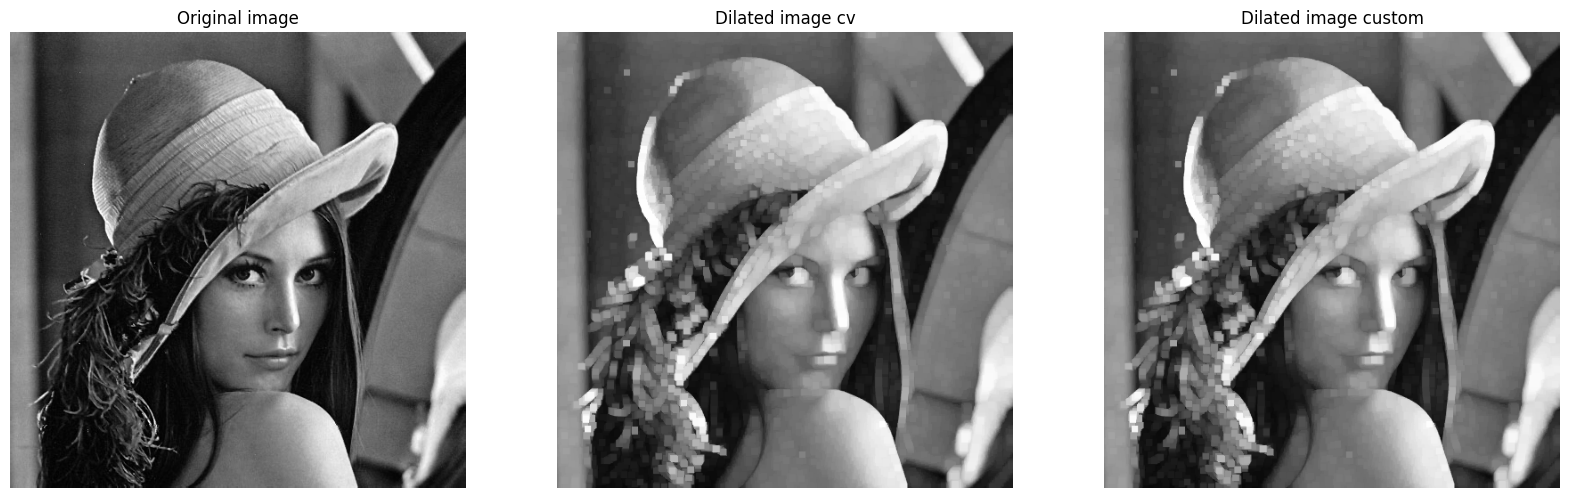 Original image
Dilated image cv
Dilated image custom